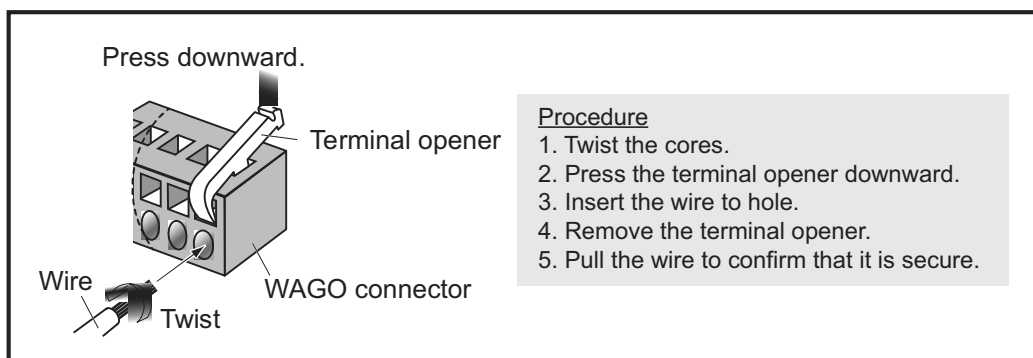 Press downward.
Terminal opener
Wire
Twist
WAGO connector
Procedure
1. Twist the cores.
2. Press the terminal opener downward.
3. Insert the wire to hole.
4. Remove the terminal opener.
5. Pull the wire to confirm that it is secure.